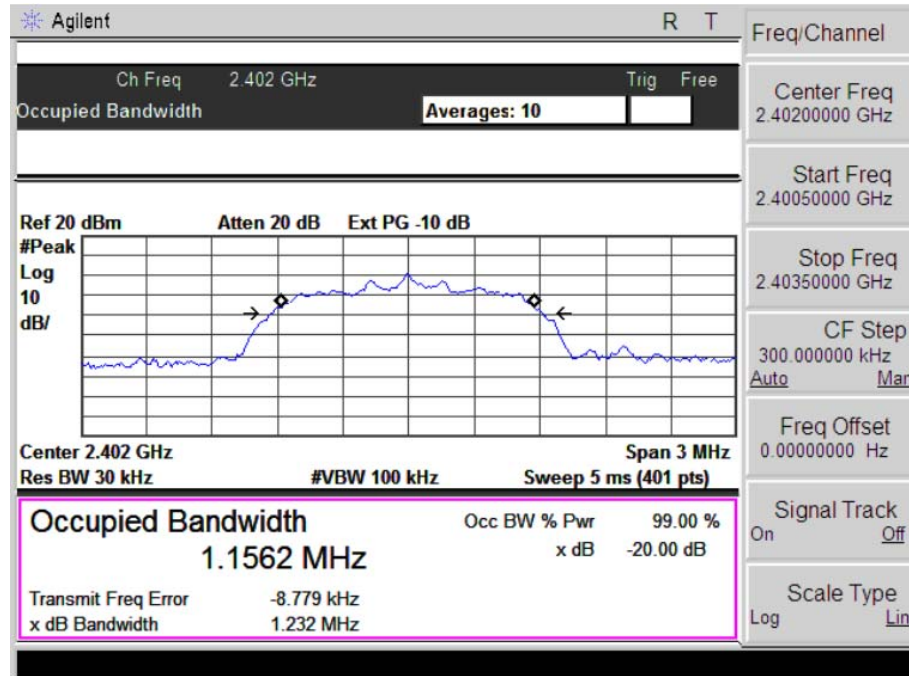 Agilent R T
Ch Freq 2.402 GHz Trig Free
Occupied Bandwidth Averages: 10
Ref 20 dBm Atten 20 dB Ext PG -10 dB
#Peak
Log
10
dB/
Center 2.402 GHz Span 3 MHz
Res BW 30 kHz #VBW 100 kHz Sweep 5 ms (401 pts)
Occupied Bandwidth Occ BW % Pwr 99.00 %
1.1562 MHz x dB -20.00 dB
Transmit Freq Error -8.779 kHz
x dB Bandwidth 1.232 MHz
Freq/Channel
Center Freq
2.40200000 GHz
Start Freq
2.40050000 GHz
Stop Freq
2.40350000 GHz
CF Step
300.000000 kHz
Auto Mar
Freq Offset
0.00000000 Hz
Signal Track
On Off
Scale Type
Log Lin